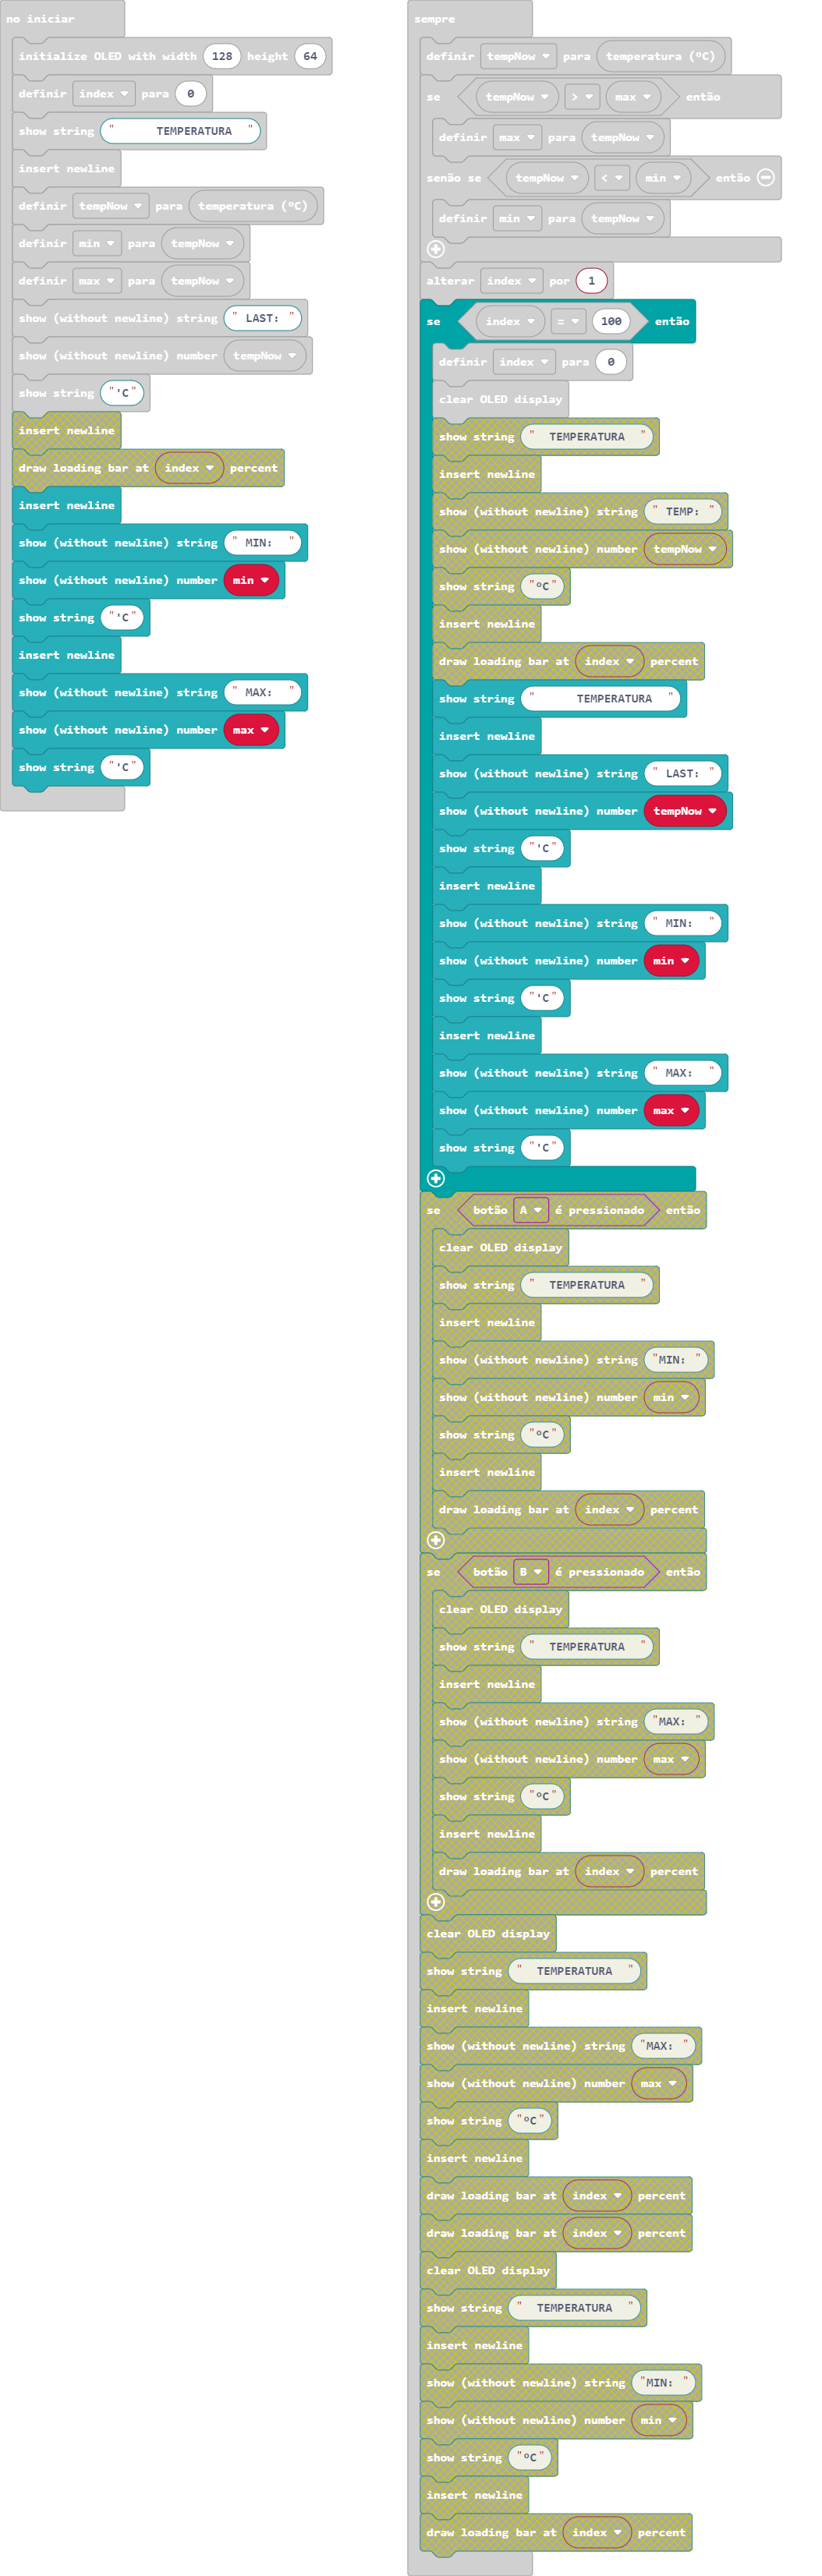 no iniciar
initialize OLED with width 128 height 64
definir index para 0
show string " TEMPERATURA "
insert newline
definir tempNow para temperatura (ºC)
definir min para tempNow
definir max para tempNow
show (without newline) string " LAST: "
show (without newline) number tempNow
show string "'C"
insert newline
draw loading bar at index percent
insert newline
show (without newline) string " MIN: "
show (without newline) number min
show string "'C"
insert newline
show (without newline) string " MAX: "
show (without newline) number max
show string "'C"
sempre
definir tempNow para temperatura (ºC)
se tempNow > max então
definir max para tempNow
senão se tempNow < min então
definir min para tempNow
alterar index por 1
se index = 100 então
definir index para 0
clear OLED display
show string " TEMPERATURA "
insert newline
show (without newline) string " TEMP: "
show (without newline) number tempNow
show string "ºC"
insert newline
draw loading bar at index percent
show string " TEMPERATURA "
insert newline
show (without newline) string " LAST: "
show (without newline) number tempNow
show string "'C"
insert newline
show (without newline) string " MIN: "
show (without newline) number min
show string "'C"
insert newline
show (without newline) string " MAX: "
show (without newline) number max
show string "'C"
se botão A é pressionado então
clear OLED display
show string " TEMPERATURA "
insert newline
show (without newline) string "MIN: "
show (without newline) number min
show string "ºC"
insert newline
draw loading bar at index percent
se botão B é pressionado então
clear OLED display
show string " TEMPERATURA "
insert newline
show (without newline) string "MAX: "
show (without newline) number max
show string "ºC"
insert newline
draw loading bar at index percent
clear OLED display
show string " TEMPERATURA "
insert newline
show (without newline) string "MAX: "
show (without newline) number max
show string "ºC"
insert newline
draw loading bar at index percent
draw loading bar at index percent
clear OLED display
show string " TEMPERATURA "
insert newline
show (without newline) string "MIN: "
show (without newline) number min
show string "ºC"
insert newline
draw loading bar at index percent